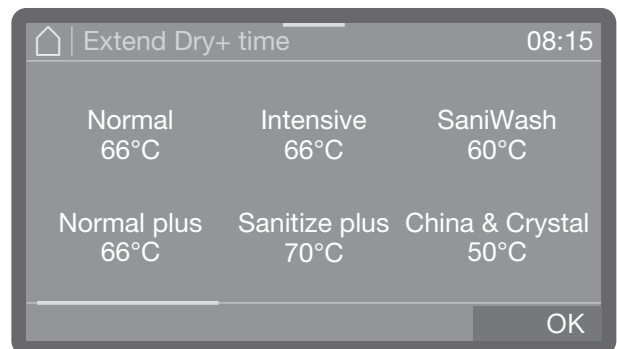 Extend Dry+ time 08:15
Normal Intensive SaniWash
66°C 66°C 60°C
Normal plus Sanitize plus China & Crystal
66°C 70°C 50°C
OK